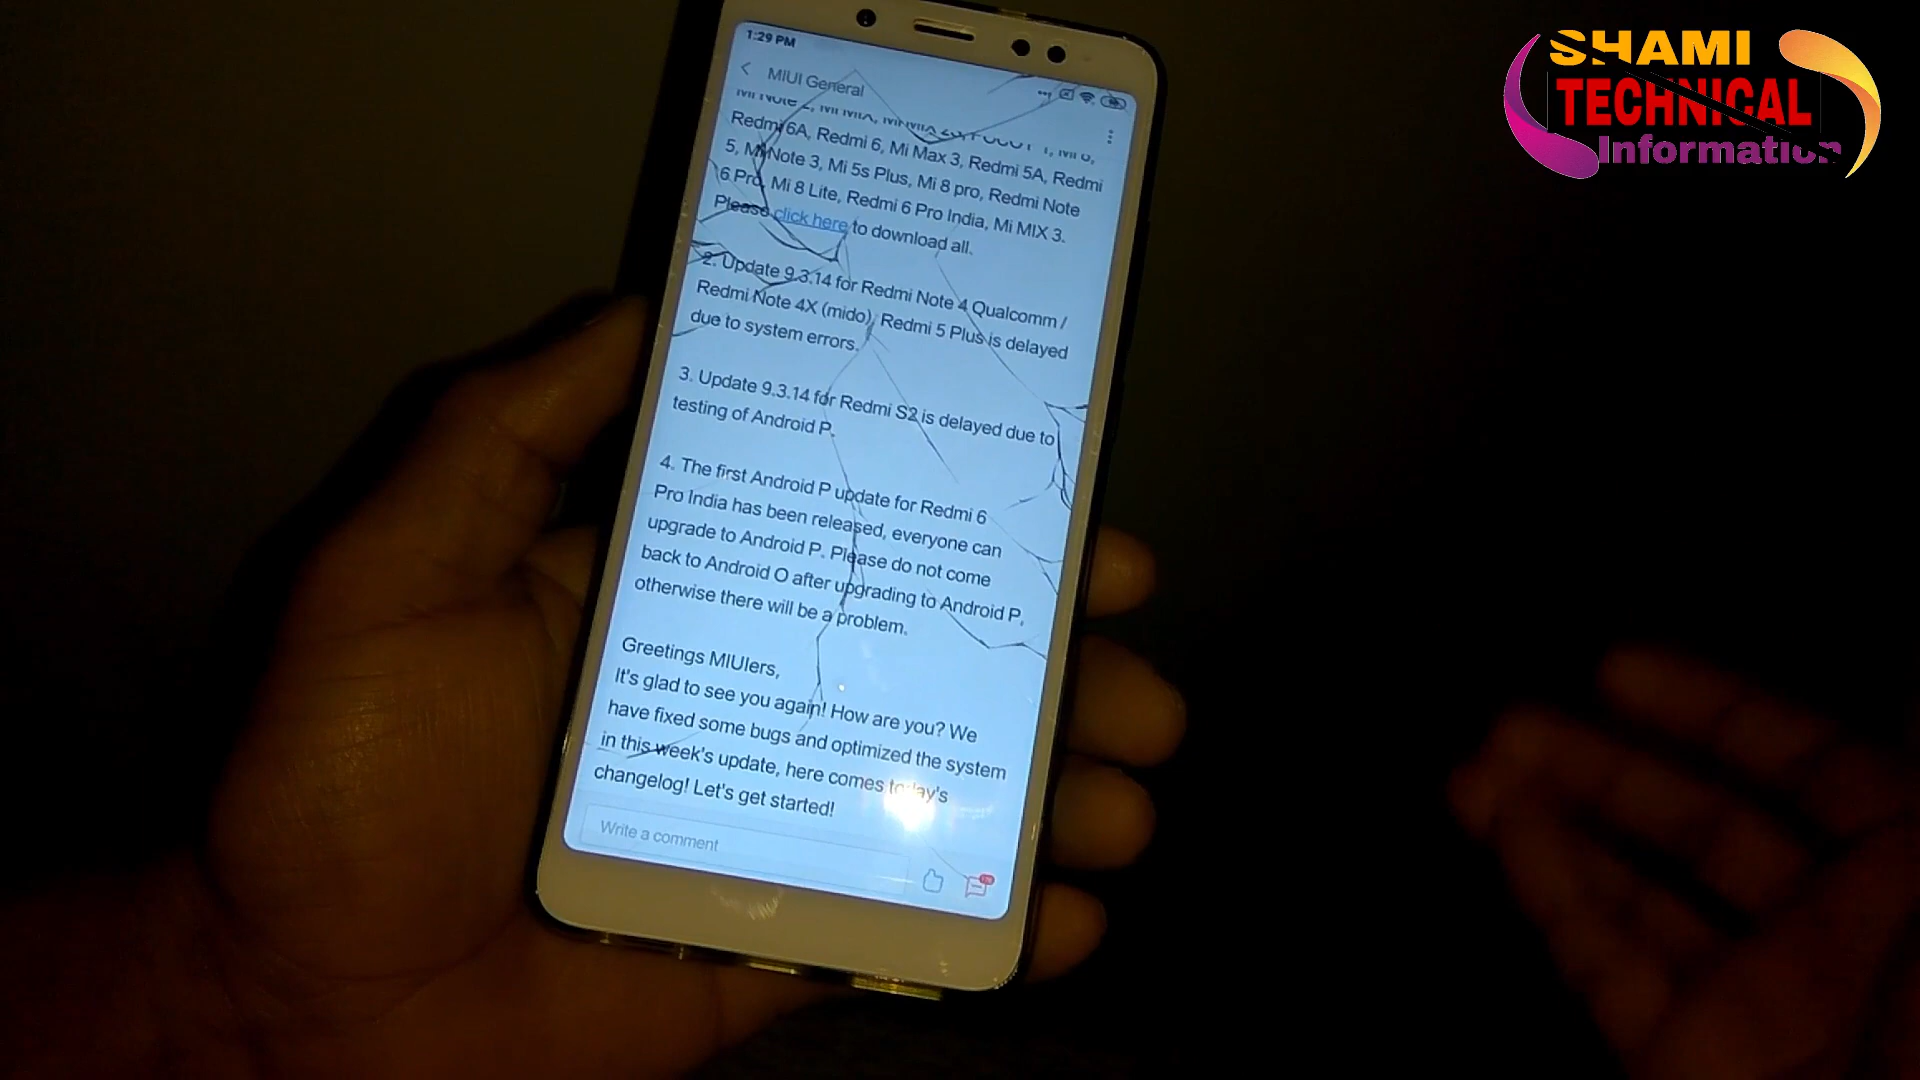 1:29 PM
MIUI General
Redmi 6A, Redmi 6, Mi Max 3, Redmi 5A, Redmi
5, Mi Note 3, Mi 5s Plus, Mi 8 pro, Redmi Note
6 Pro, Mi 8 Lite, Redmi 6 Pro India, Mi MIX 3.
Please click here to download all.
2. Update 9.3.14 for Redmi Note 4 Qualcomm /
Redmi Note 4X (mido), Redmi 5 Plus is delayed
due to system errors.
3. Update 9.3.14 for Redmi S2 is delayed due to
testing of Android P.
4. The first Android P update for Redmi 6
Pro India has been released, everyone can
upgrade to Android P. Please do not come
back to Android O after upgrading to Android P,
otherwise there will be a problem.
Greetings MIUIers,
It's glad to see you again! How are you? We
have fixed some bugs and optimized the system
in this week's update, here comes today's
changelog! Let's get started!
Write a comment
SHAMI
TECHNICAL
Information